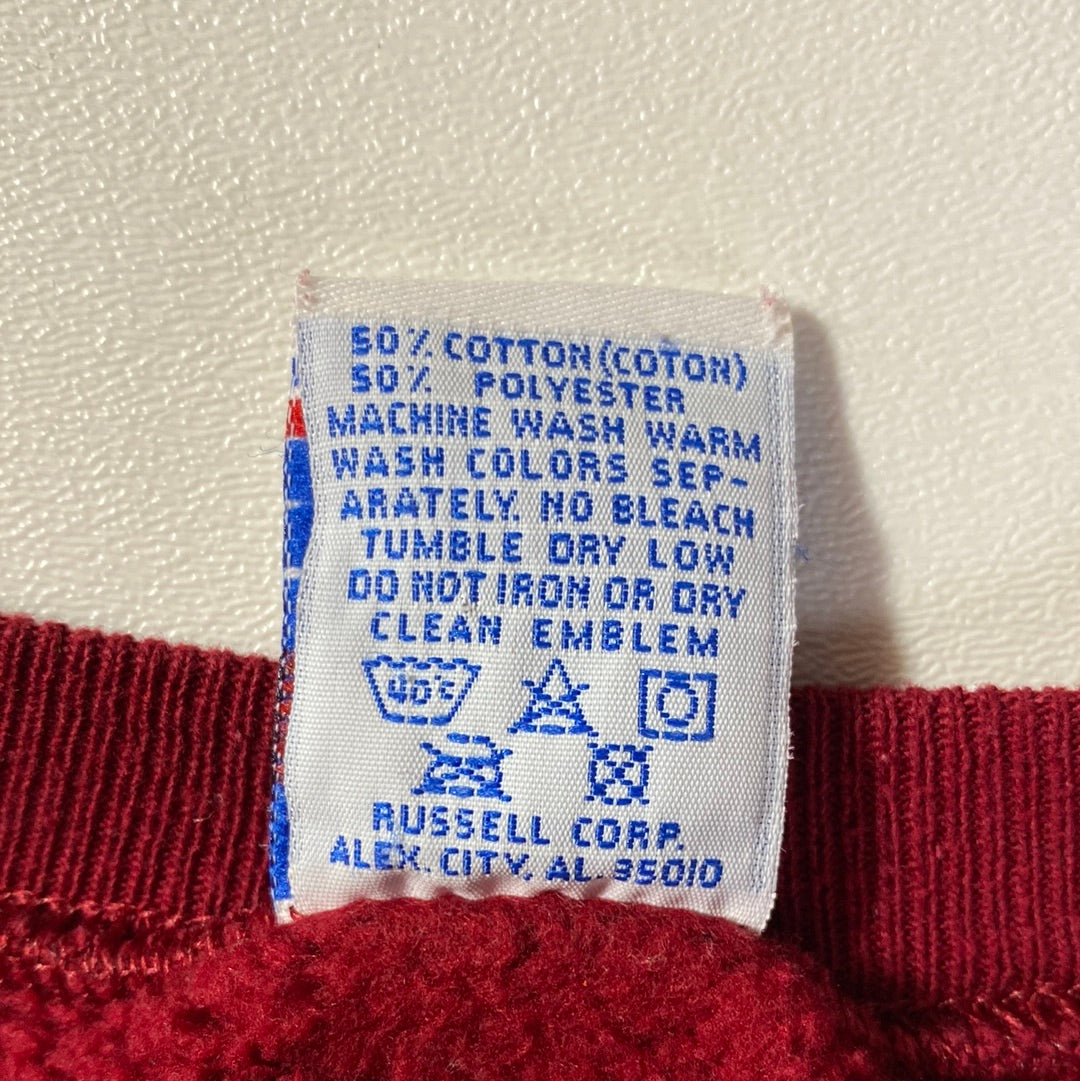 50% COTTON (COTON)
50% POLYESTER
MACHINE WASH WARM
WASH COLORS SEP-
ARATELY. NO BLEACH
TUMBLE DRY LOW
DO NOT IRON OR DRY
CLEAN EMBLEM
40°C
RUSSELL CORP.
ALEX. CITY, AL. 35010